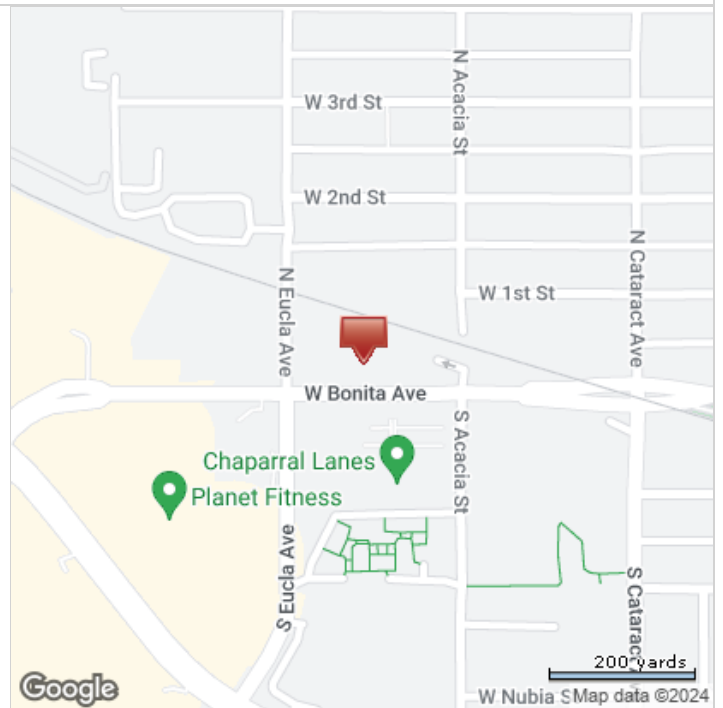 N Acacia St
W 3rd St
W 2nd St
N Eucla Ave
W 1st St
N Cataract Ave
W Bonita Ave
S Acacia St
Chaparral Lanes
Planet Fitness
S Eucla Ave
S Cataract
200 yards
Google
W Nubia S
Map data ©2024